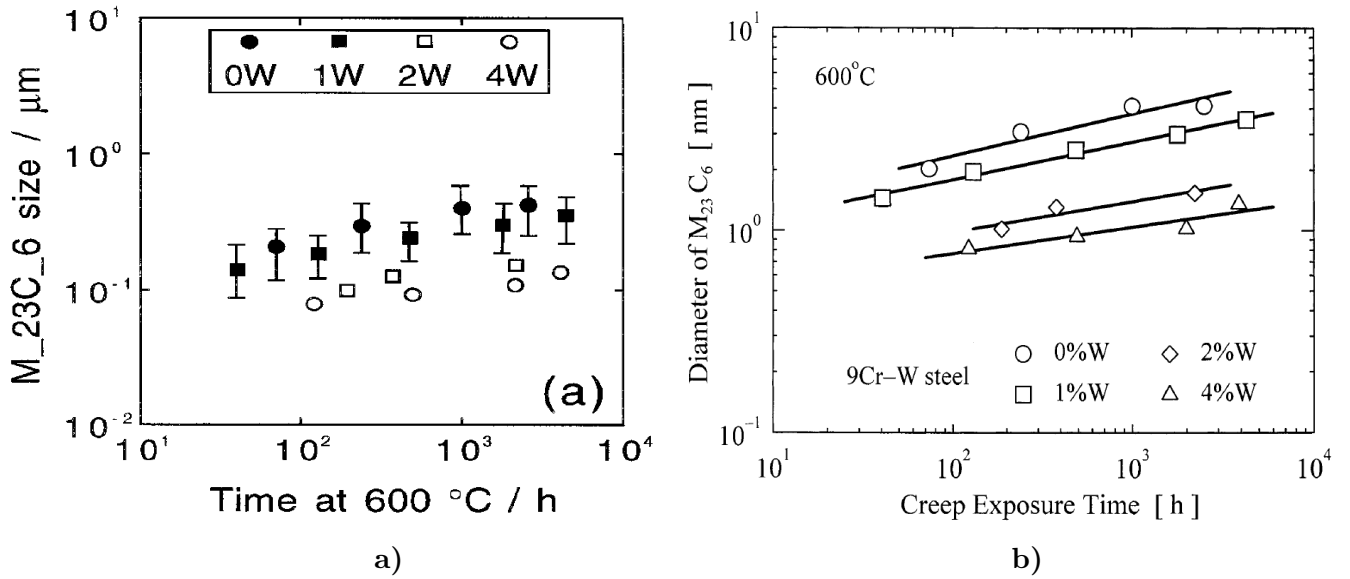 10¹
10⁰
10⁻¹
10⁻²
M_23C_6 size / μm
0W 1W 2W 4W
(a)
10¹ 10² 10³ 10⁴
Time at 600 °C / h
a)
10¹
10⁰
10⁻¹
Diameter of M₂₃C₆ [ nm ]
600°C
0%W 2%W
9Cr–W steel
1%W 4%W
10¹ 10² 10³ 10⁴
Creep Exposure Time [ h ]
b)